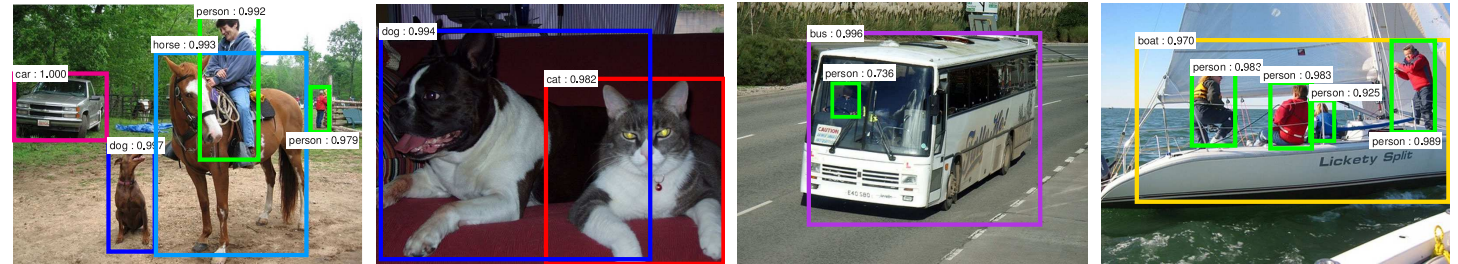 person : 0.992
horse : 0.993
car : 1.000
dog : 0.997
person : 0.979
dog : 0.994
cat : 0.982
bus : 0.996
person : 0.736
CAUTION
L
EKO 58D
boat : 0.970
person : 0.983
person : 0.983
person : 0.925
person : 0.989
Lickety Split